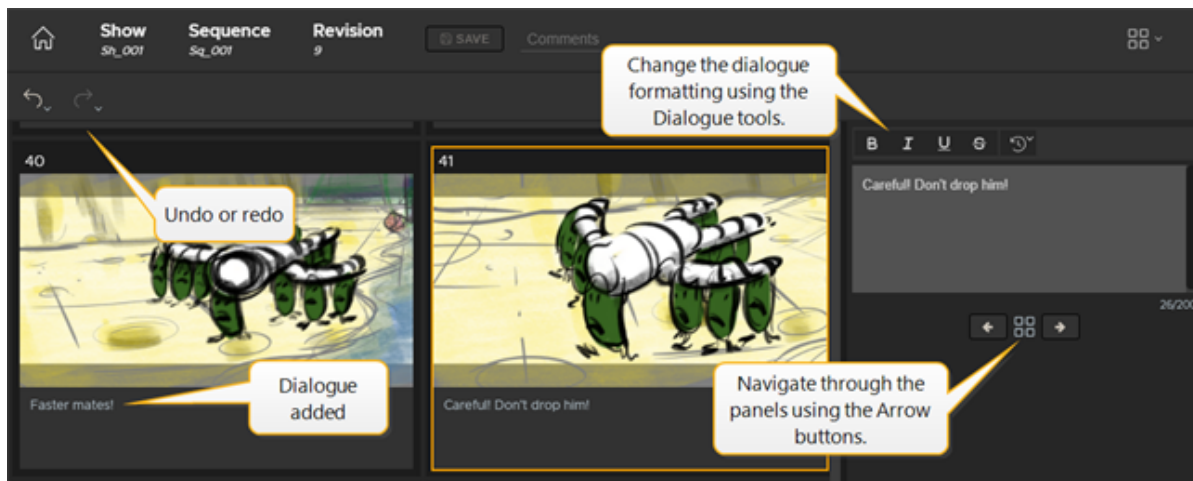 Show Sequence Revision
Sh_001 Sq_001 9
SAVE Comments
Change the dialogue
formatting using the
Dialogue tools.
40
41
B I U S
Careful! Don't drop him!
Undo or redo
26/200
Faster mates!
Dialogue
added
Careful! Don't drop him!
Navigate through the
panels using the Arrow
buttons.